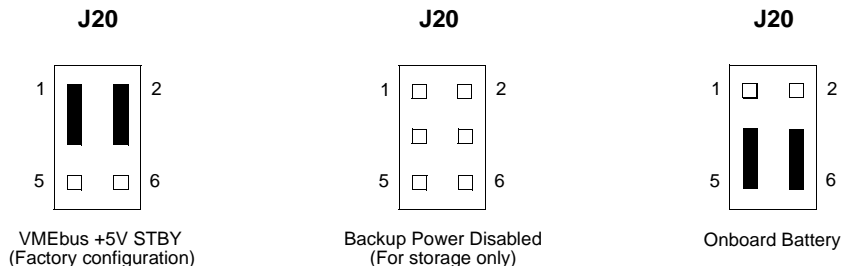 J20
J20
J20
1 2
1 2
1 2
5 6
5 6
5 6
VMEbus +5V STBY
(Factory configuration)
Backup Power Disabled
(For storage only)
Onboard Battery